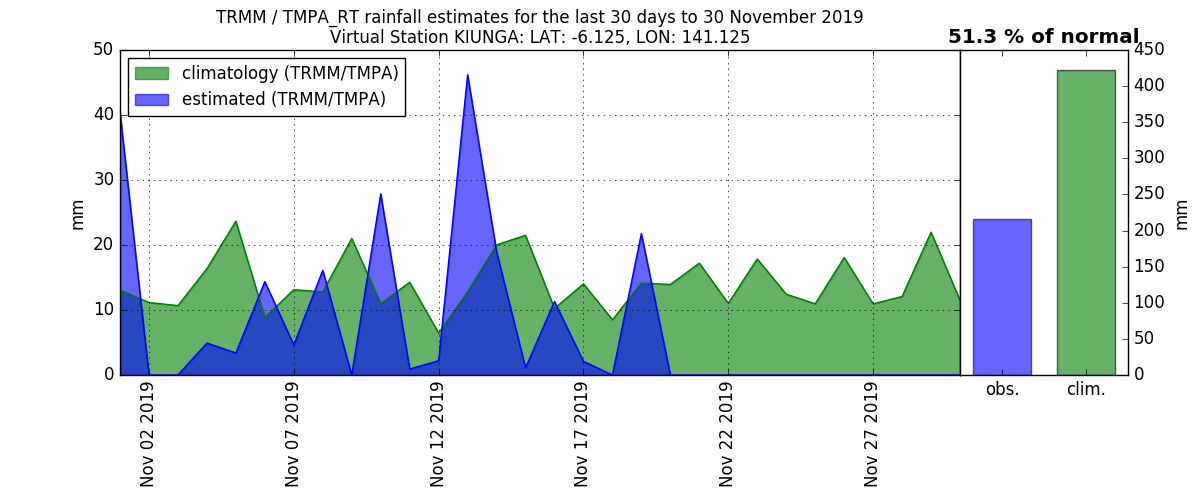 TRMM / TMPA_RT rainfall estimates for the last 30 days to 30 November 2019
Virtual Station KIUNGA: LAT: -6.125, LON: 141.125
51.3 % of normal
climatology (TRMM/TMPA)
estimated (TRMM/TMPA)
50
40
30
20
10
0
mm
Nov 02 2019
Nov 07 2019
Nov 12 2019
Nov 17 2019
Nov 22 2019
Nov 27 2019
450
400
350
300
250
200
150
100
50
0
mm
obs.
clim.